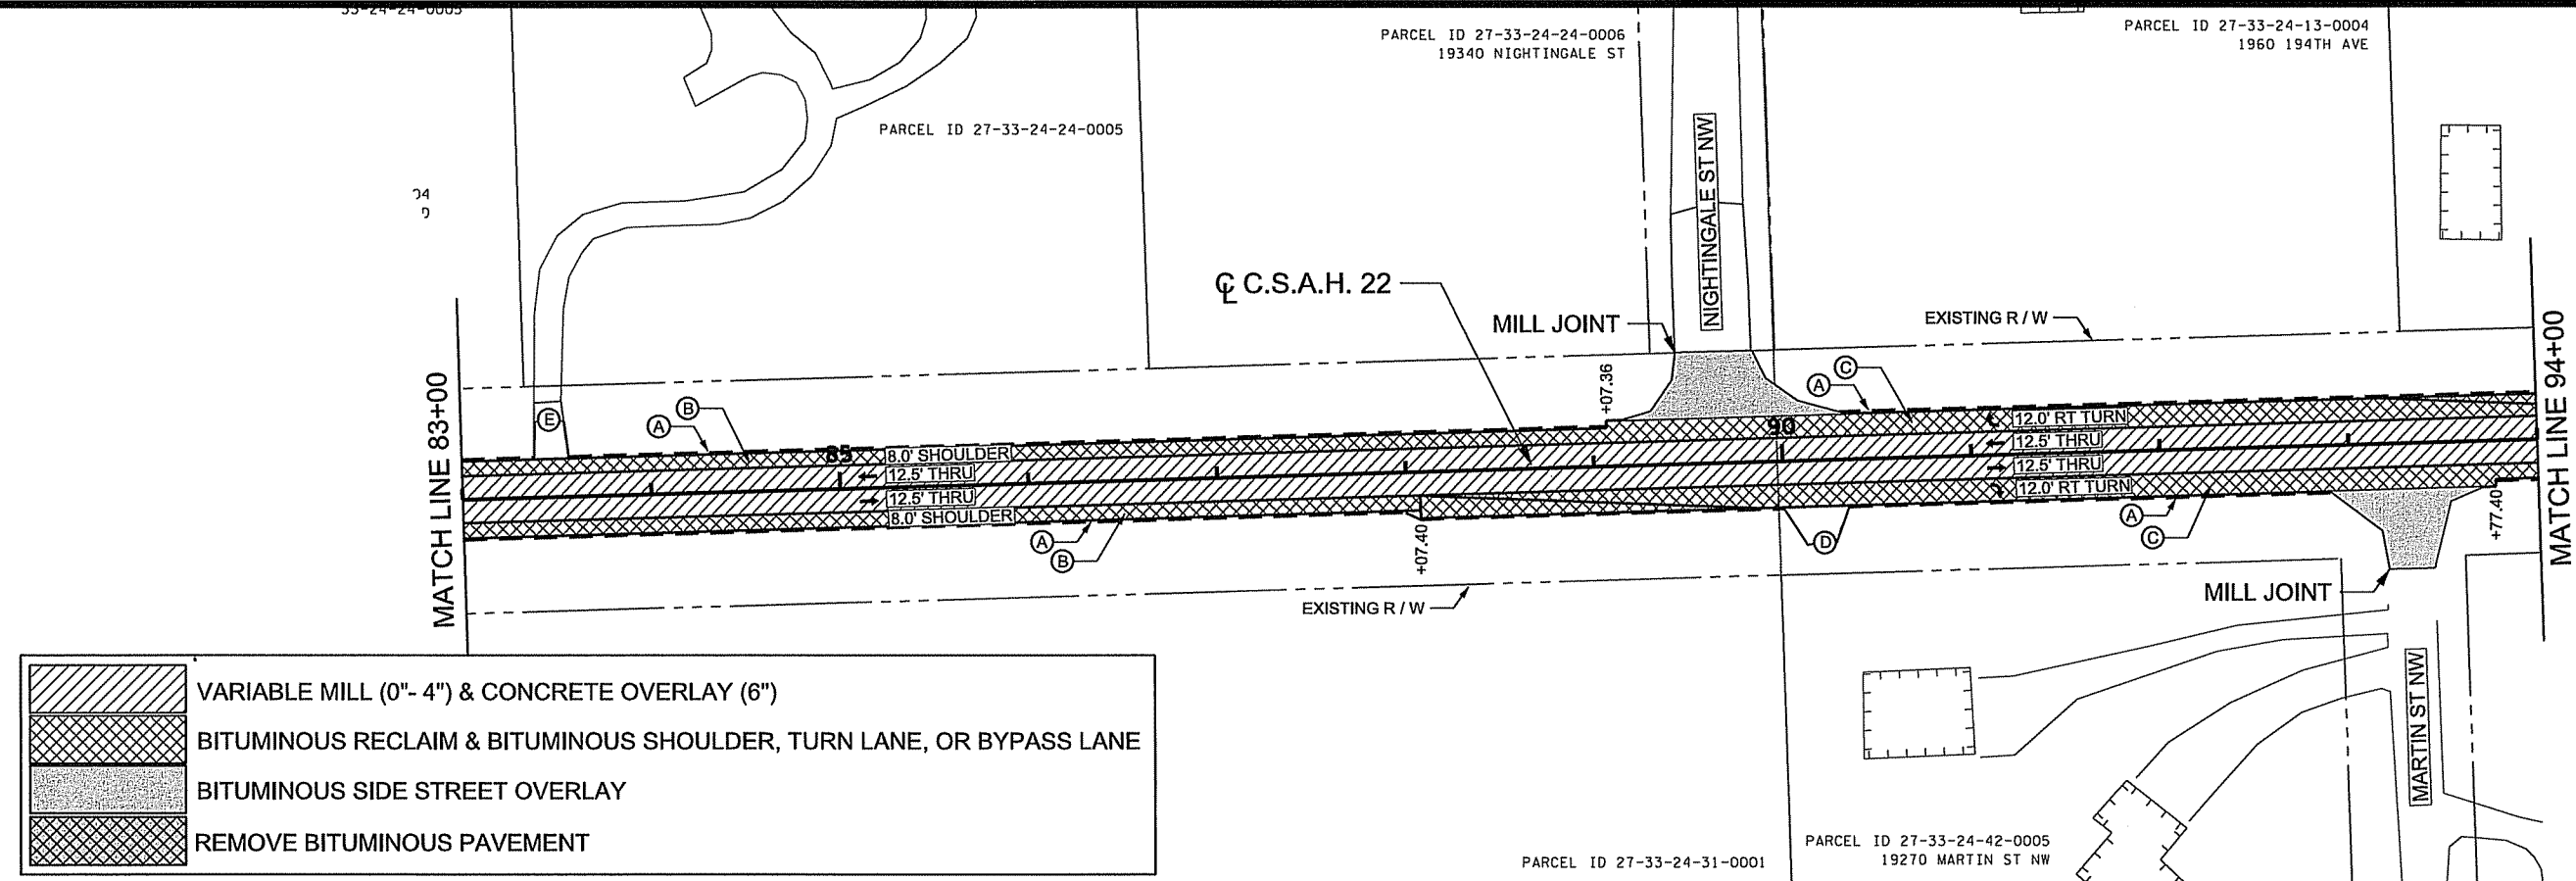 33-24-24-0005
PARCEL ID 27-33-24-24-0006
19340 NIGHTINGALE ST
PARCEL ID 27-33-24-13-0004
1960 194TH AVE
PARCEL ID 27-33-24-24-0005
NIGHTINGALE ST NW
℄ C.S.A.H. 22
MILL JOINT
EXISTING R / W
MATCH LINE 83+00
MATCH LINE 94+00
E
A
B
85
8.0' SHOULDER
12.5' THRU
12.5' THRU
8.0' SHOULDER
A
B
+07.36
+07.40
90
A
C
12.0' RT TURN
12.5' THRU
12.5' THRU
12.0' RT TURN
D
A
C
+77.40
EXISTING R / W
MILL JOINT
MARTIN ST NW
VARIABLE MILL (0"- 4") & CONCRETE OVERLAY (6")
BITUMINOUS RECLAIM & BITUMINOUS SHOULDER, TURN LANE, OR BYPASS LANE
BITUMINOUS SIDE STREET OVERLAY
REMOVE BITUMINOUS PAVEMENT
PARCEL ID 27-33-24-31-0001
PARCEL ID 27-33-24-42-0005
19270 MARTIN ST NW